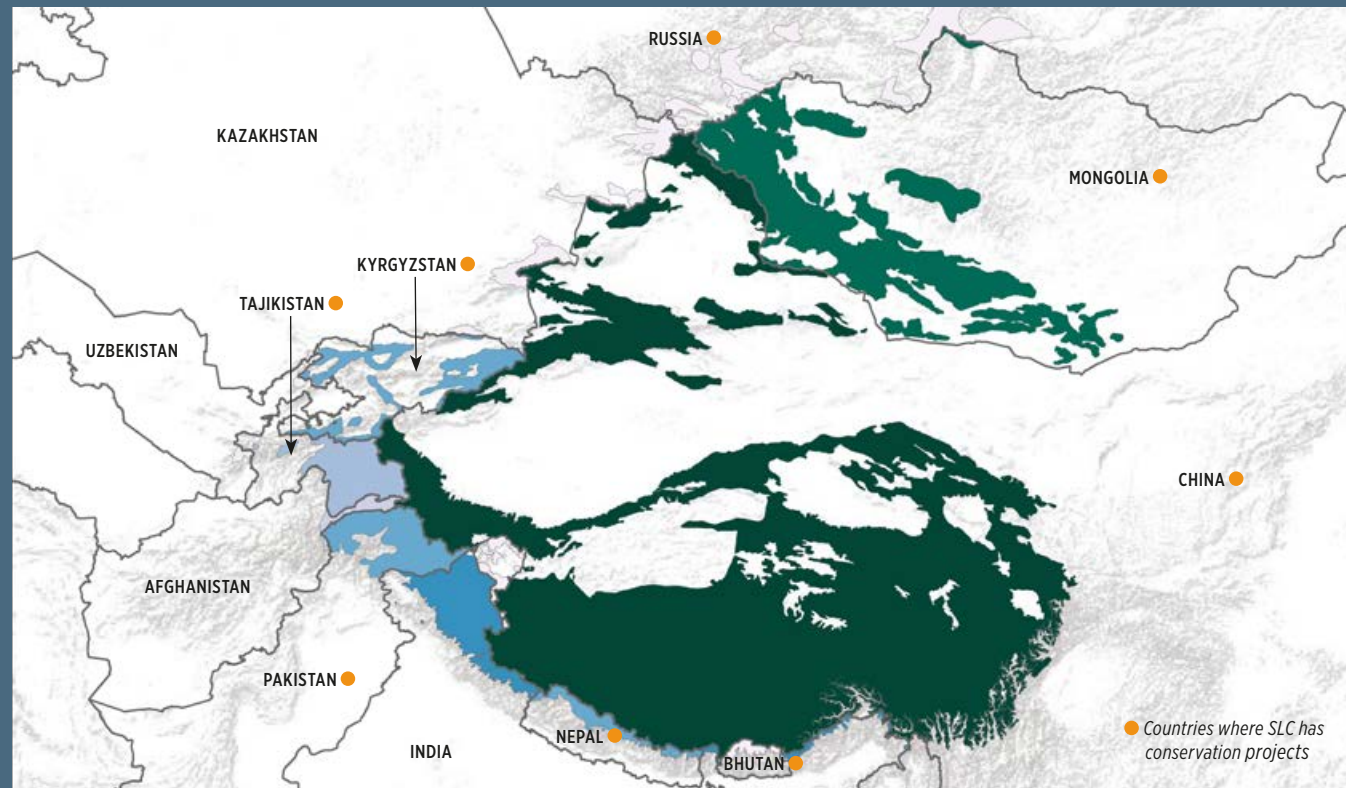 RUSSIA
KAZAKHSTAN
MONGOLIA
KYRGYZSTAN
TAJIKISTAN
UZBEKISTAN
CHINA
AFGHANISTAN
PAKISTAN
NEPAL
INDIA
BHUTAN
Countries where SLC has
conservation projects